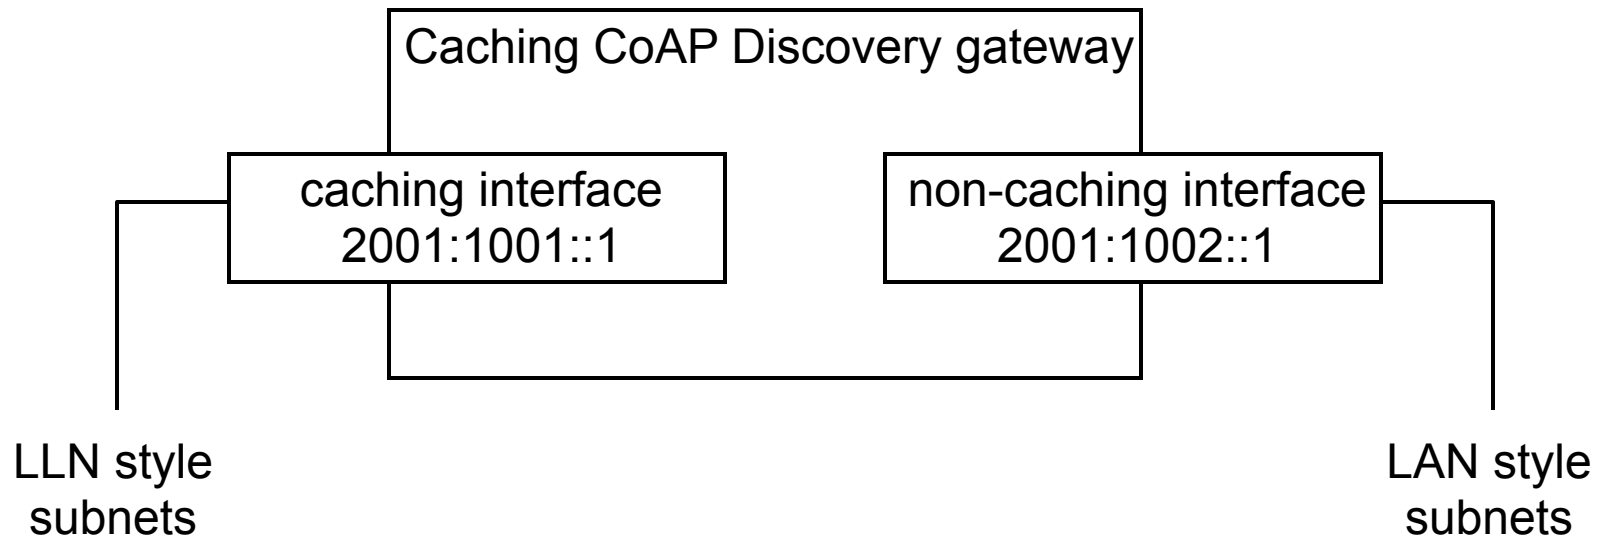 Caching CoAP Discovery gateway
caching interface
2001:1001::1
non-caching interface
2001:1002::1
LLN style
subnets
LAN style
subnets